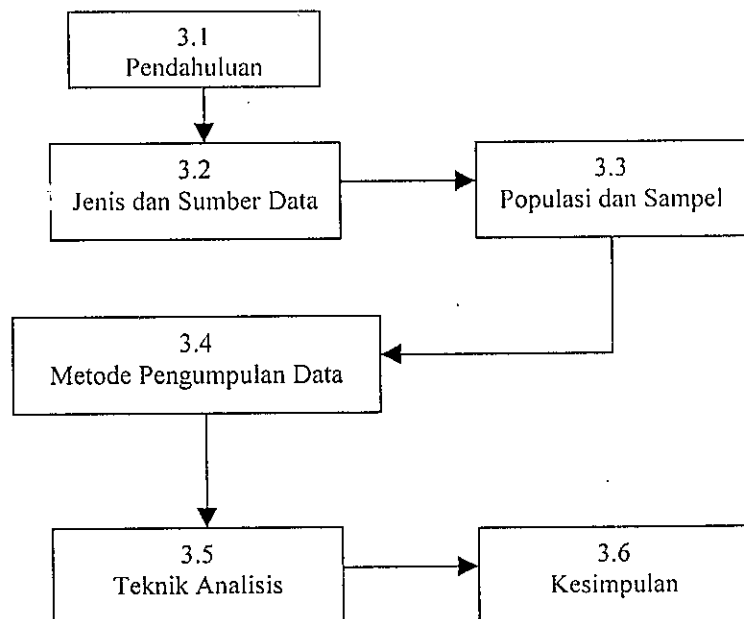 3.1
Pendahuluan
3.2
Jenis dan Sumber Data
3.3
Populasi dan Sampel
3.4
Metode Pengumpulan Data
3.5
Teknik Analisis
3.6
Kesimpulan